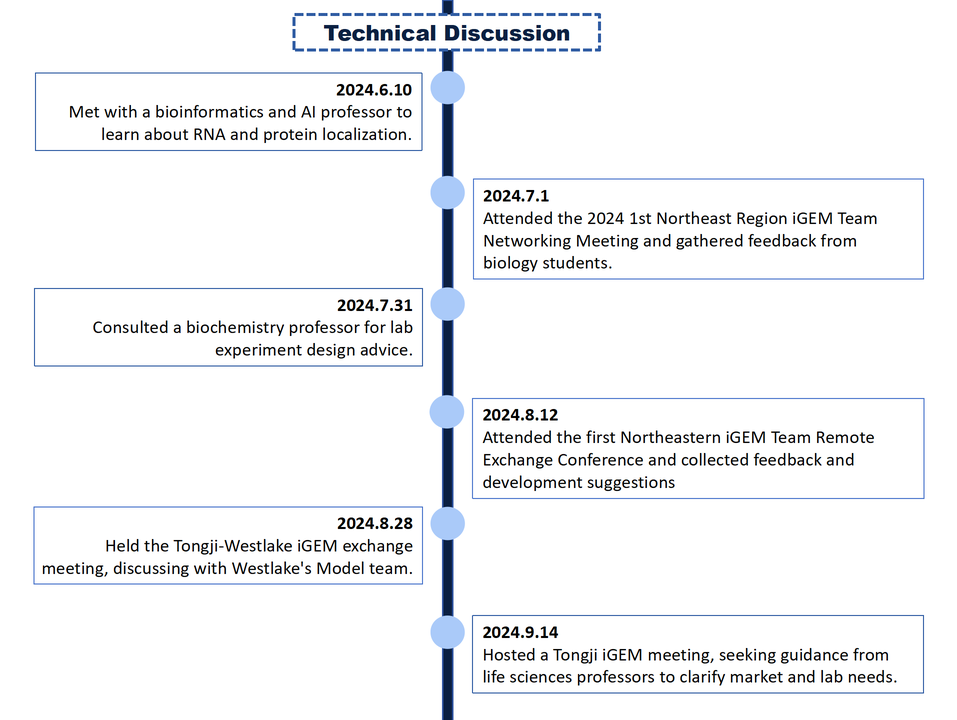 Technical Discussion
2024.6.10
Met with a bioinformatics and AI professor to
learn about RNA and protein localization.
2024.7.1
Attended the 2024 1st Northeast Region iGEM Team
Networking Meeting and gathered feedback from
biology students.
2024.7.31
Consulted a biochemistry professor for lab
experiment design advice.
2024.8.12
Attended the first Northeastern iGEM Team Remote
Exchange Conference and collected feedback and
development suggestions
2024.8.28
Held the Tongji-Westlake iGEM exchange
meeting, discussing with Westlake's Model team.
2024.9.14
Hosted a Tongji iGEM meeting, seeking guidance from
life sciences professors to clarify market and lab needs.